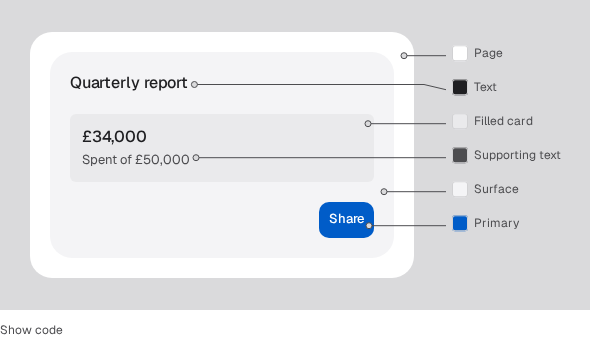 Quarterly report
£34,000
Spent of £50,000
Share
Page
Text
Filled card
Supporting text
Surface
Primary
Show code